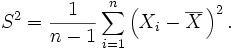 S^2 = \frac{1}{n-1} \sum_{i=1}^{n} \left( X_i - \overline{X} \right)^2 .